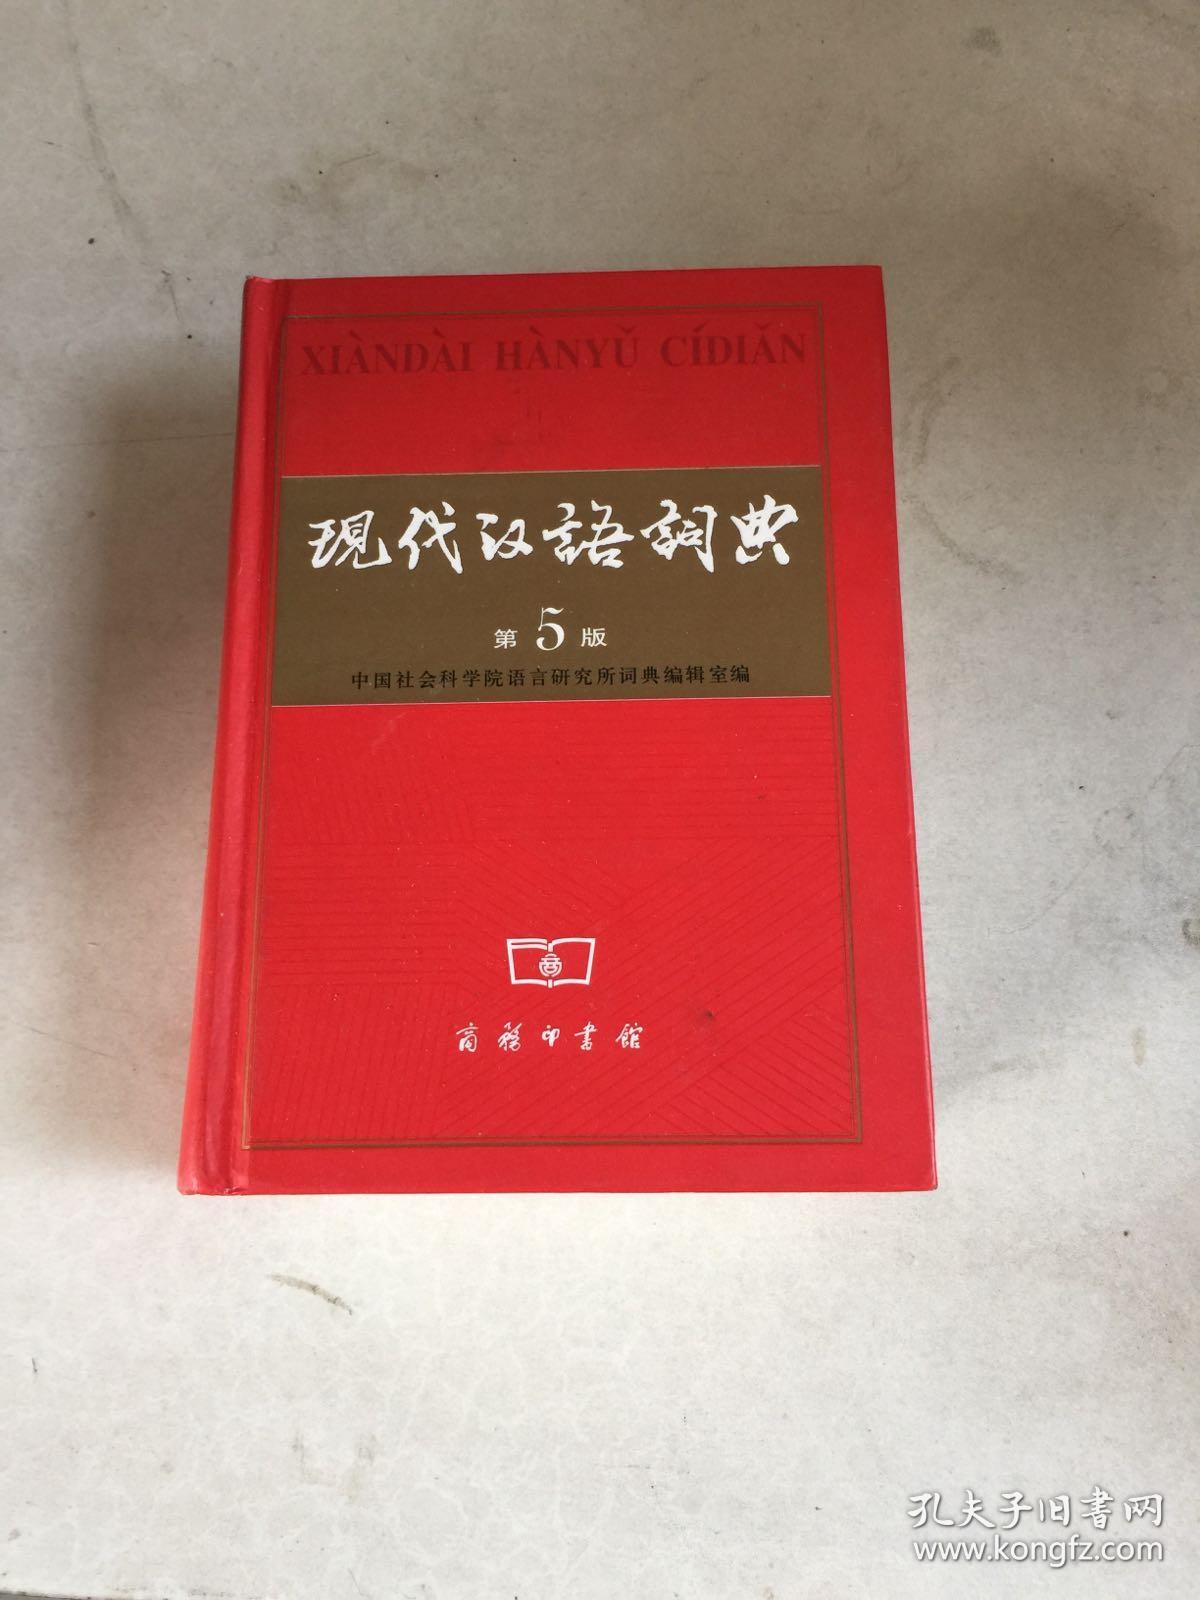 XIÀNDÀI HÀNYǓ CÍDIǍN
現代汉語詞典
第5版
中国社会科学院语言研究所词典编辑室编
商
商務印書館
孔夫子旧书网
www.kongfz.com